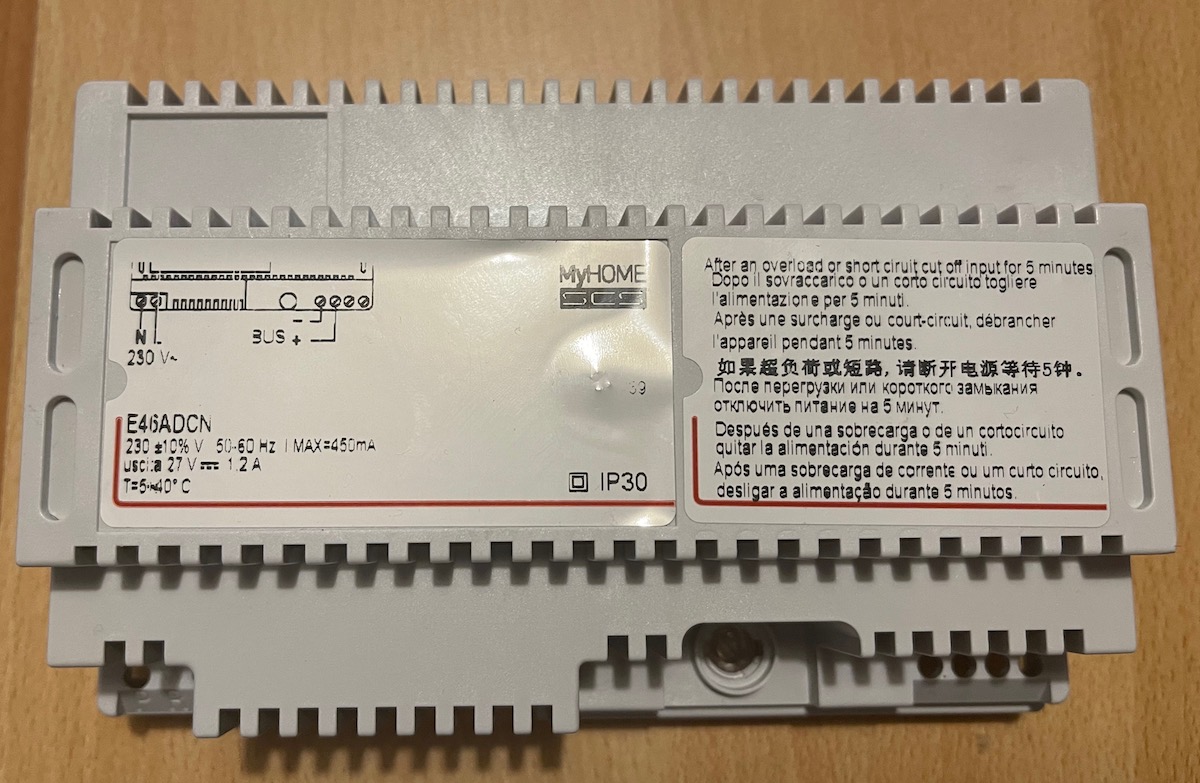 MyHOME
SCS
N L
BUS - +
230 V~
39
E46ADCN
230 ±10% V 50-60 Hz I MAX=450mA
uscita 27 V ⎓ 1.2 A
T=5÷40° C
IP30
After an overload or short ciruit cut off input for 5 minutes
Dopo il sovraccarico o un corto circuito togliere
l'alimentazione per 5 minuti.
Après une surcharge ou court-circuit, débrancher
l'appareil pendant 5 minutes.
如果超负荷或短路, 请断开电源等待5钟。
После перегрузки или короткого замыкания
отключить питание на 5 минут.
Después de una sobrecarga o de un cortocircuito
quitar la alimentación durante 5 minuti.
Após uma sobrecarga de corrente ou um curto circuito,
desligar a alimentação durante 5 minutos.